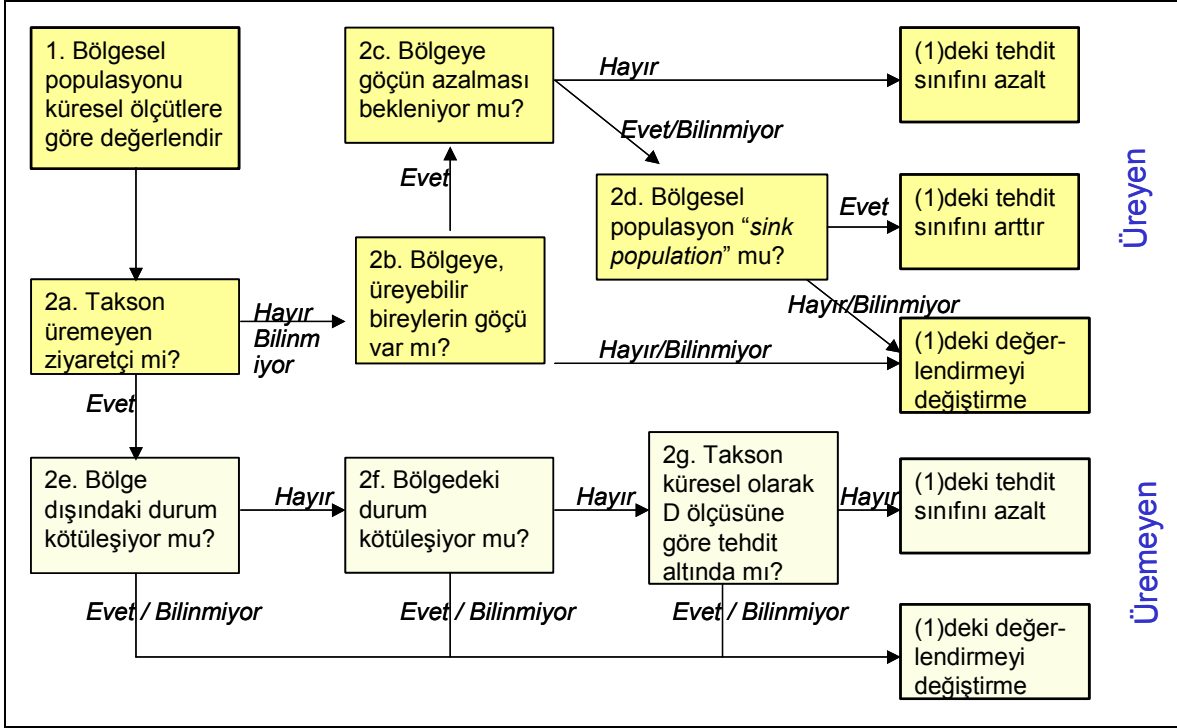 1. Bölgesel
populasyonu
küresel ölçütlere
göre değerlendir
2c. Bölgeye
göçün azalması
bekleniyor mu?
Hayır
(1)deki tehdit
sınıfını azalt
Evet/Bilinmiyor
Evet
2d. Bölgesel
populasyon “sink
population” mu?
Evet
(1)deki tehdit
sınıfını arttır
Üreyen
2a. Takson
üremeyen
ziyaretçi mi?
Hayır
Bilinm
iyor
2b. Bölgeye,
üreyebilir
bireylerin göçü
var mı?
Hayır/Bilinmiyor
Hayır/Bilinmiyor
(1)deki değer-
lendirmeyi
değiştirme
Evet
2e. Bölge
dışındaki durum
kötüleşiyor mu?
Hayır
2f. Bölgedeki
durum
kötüleşiyor mu?
Hayır
2g. Takson
küresel olarak
D ölçüsüne
göre tehdit
altında mı?
Hayır
(1)deki tehdit
sınıfını azalt
Üremeyen
Evet / Bilinmiyor
Evet / Bilinmiyor
Evet / Bilinmiyor
(1)deki değer-
lendirmeyi
değiştirme